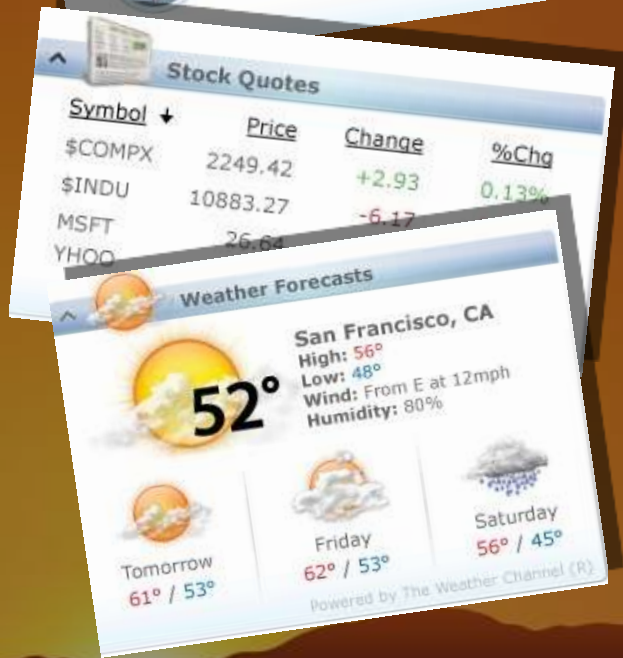 Stock Quotes
Symbol Price Change %Chg
$COMPX 2249.42 +2.93 0.13%
$INDU 10883.27 -6.17
MSFT 26.64
YHOO
Weather Forecasts
San Francisco, CA
52° High: 56°
Low: 48°
Wind: From E at 12mph
Humidity: 80%
Tomorrow Friday Saturday
61° / 53° 62° / 53° 56° / 45°
Powered by The Weather Channel (R)